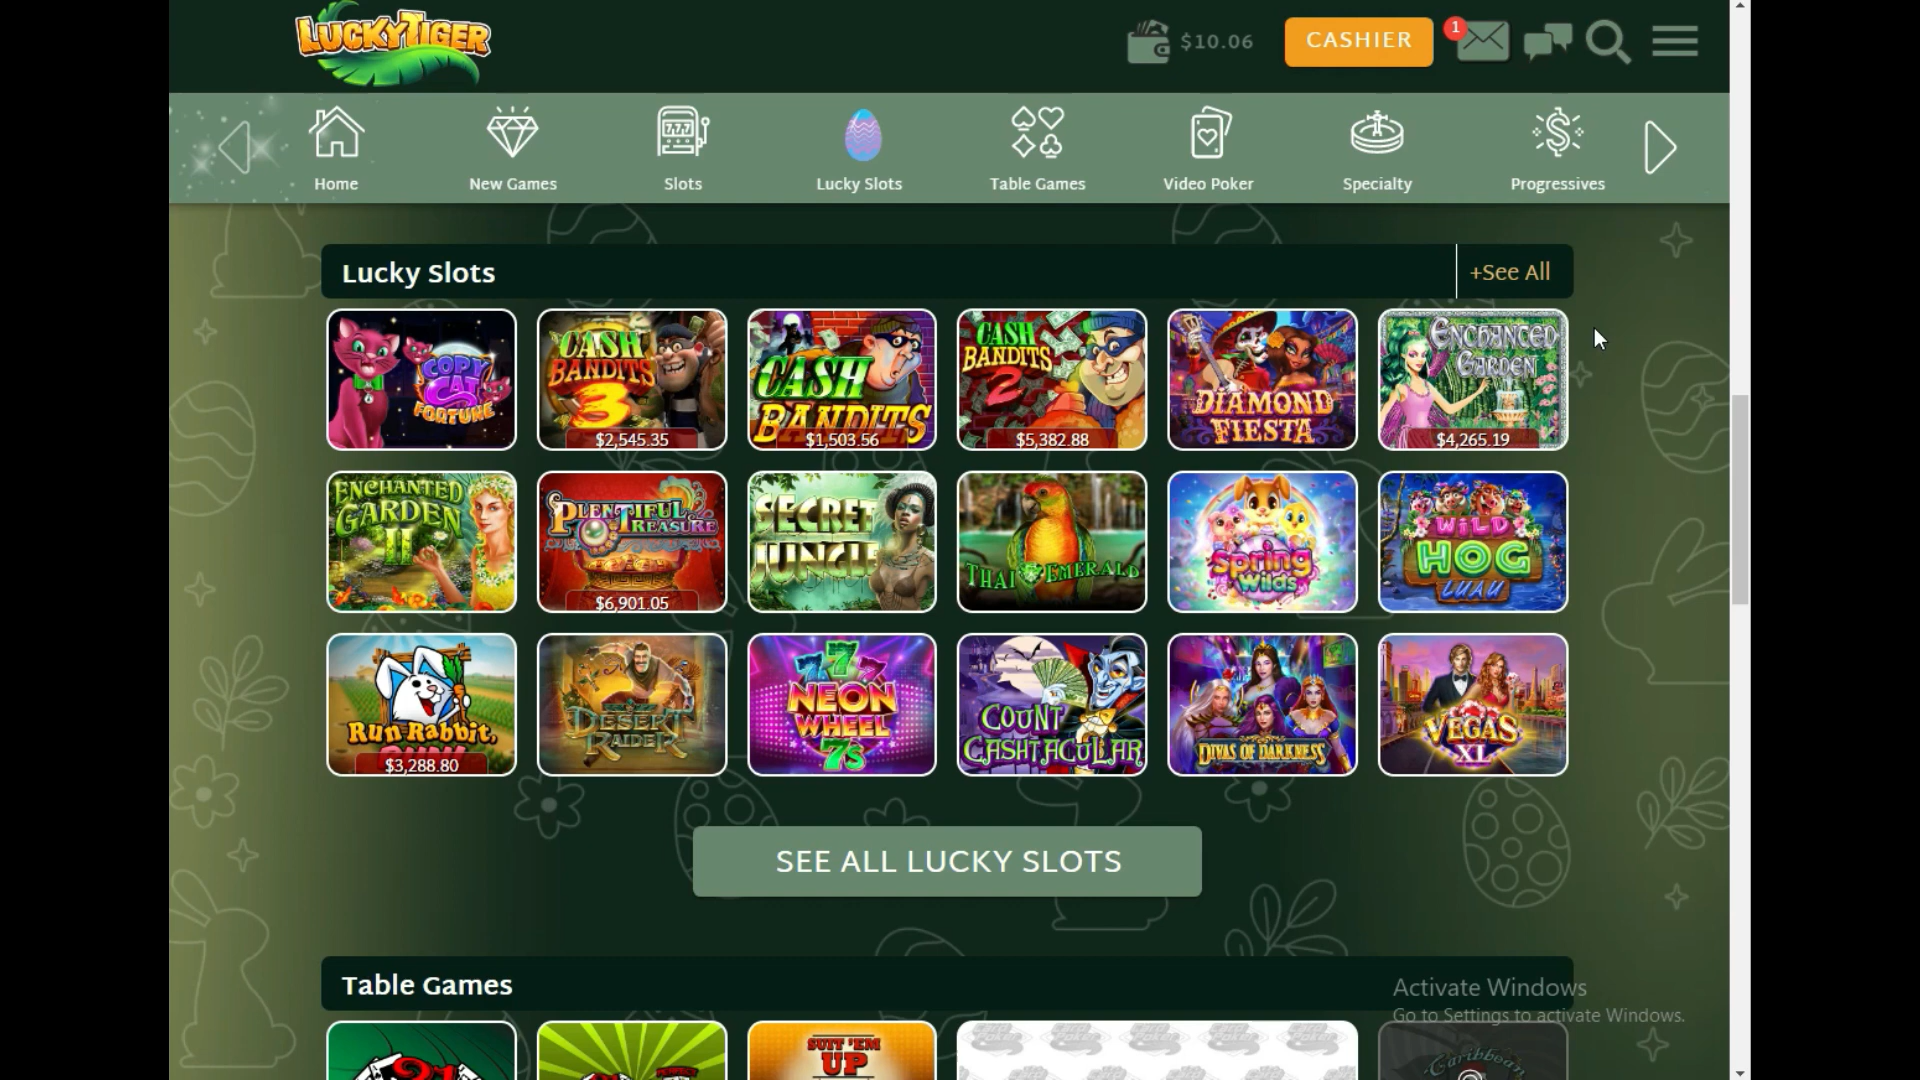 LUCKYTIGER
$10.06
CASHIER
1
Home
New Games
Slots
Lucky Slots
Table Games
Video Poker
Specialty
Progressives
Lucky Slots
+See All
COPY
CAT
FORTUNE
CASH
BANDITS
3
$2,545.35
CASH
BANDITS
$1,503.56
CASH
BANDITS
2
$5,382.88
DIAMOND
FIESTA
ENCHANTED
GARDEN
$4,265.19
ENCHANTED
GARDEN
II
PLENTIFUL
TREASURE
$6,901.05
SECRET
JUNGLE
THAI EMERALD
Spring
Wilds
WILD
HOG
LUAU
Run Rabbit,
$3,288.80
DESERT
RAIDER
777
NEON
WHEEL
7s
COUNT
CASHTACULAR
DIVAS OF DARKNESS
VEGAS
XL
SEE ALL LUCKY SLOTS
Table Games
Activate Windows
Go to Settings to activate Windows.
21
SUIT 'EM
UP
Caribbean